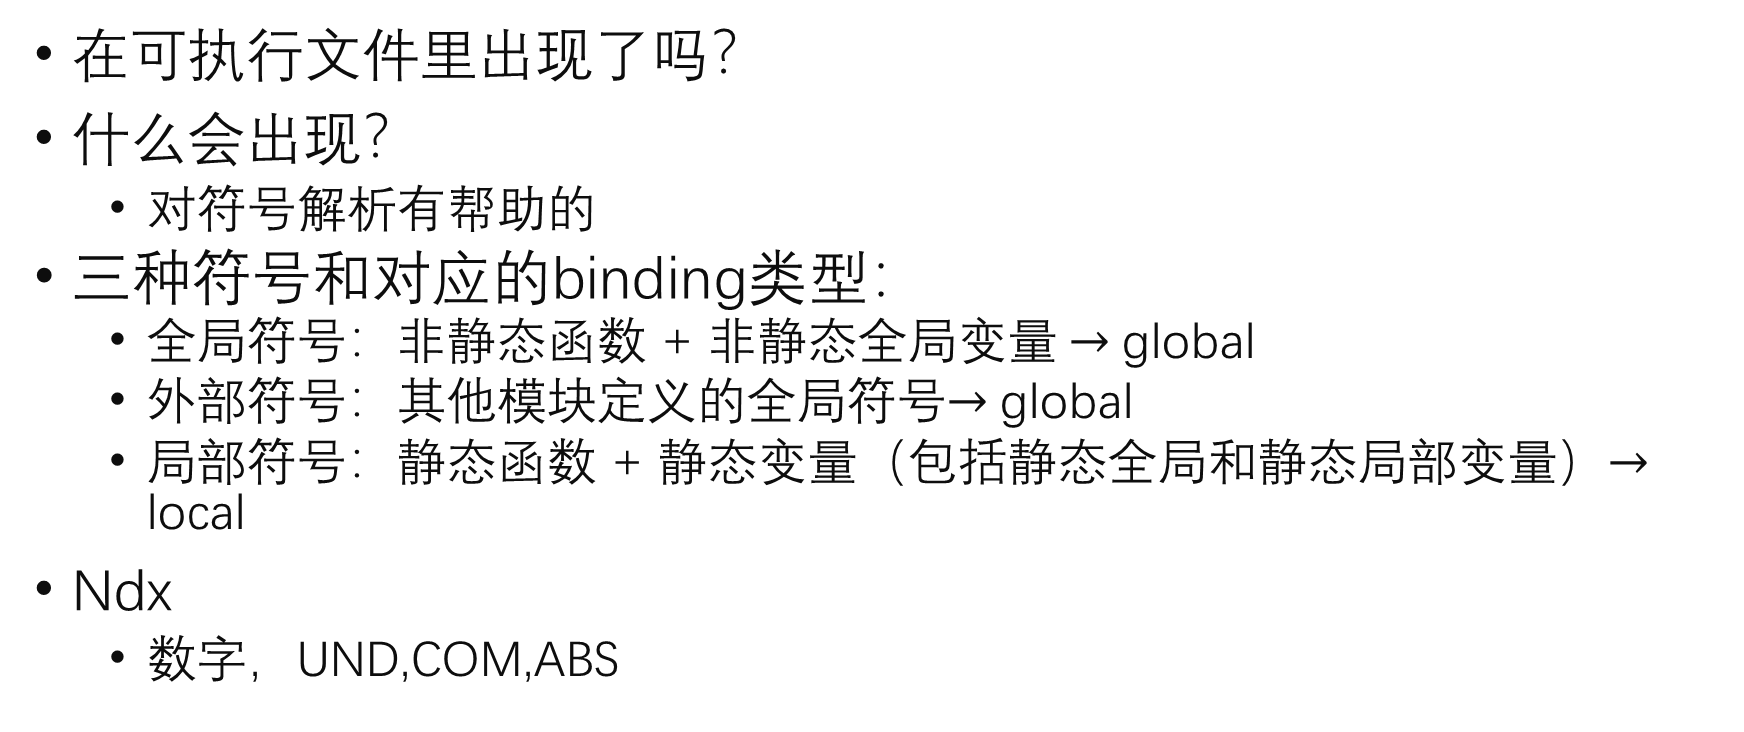 • 在可执行文件里出现了吗？
• 什么会出现？
• 对符号解析有帮助的
• 三种符号和对应的binding类型：
• 全局符号： 非静态函数 + 非静态全局变量 → global
• 外部符号： 其他模块定义的全局符号→ global
• 局部符号： 静态函数 + 静态变量（包括静态全局和静态局部变量）→
local
• Ndx
• 数字， UND,COM,ABS